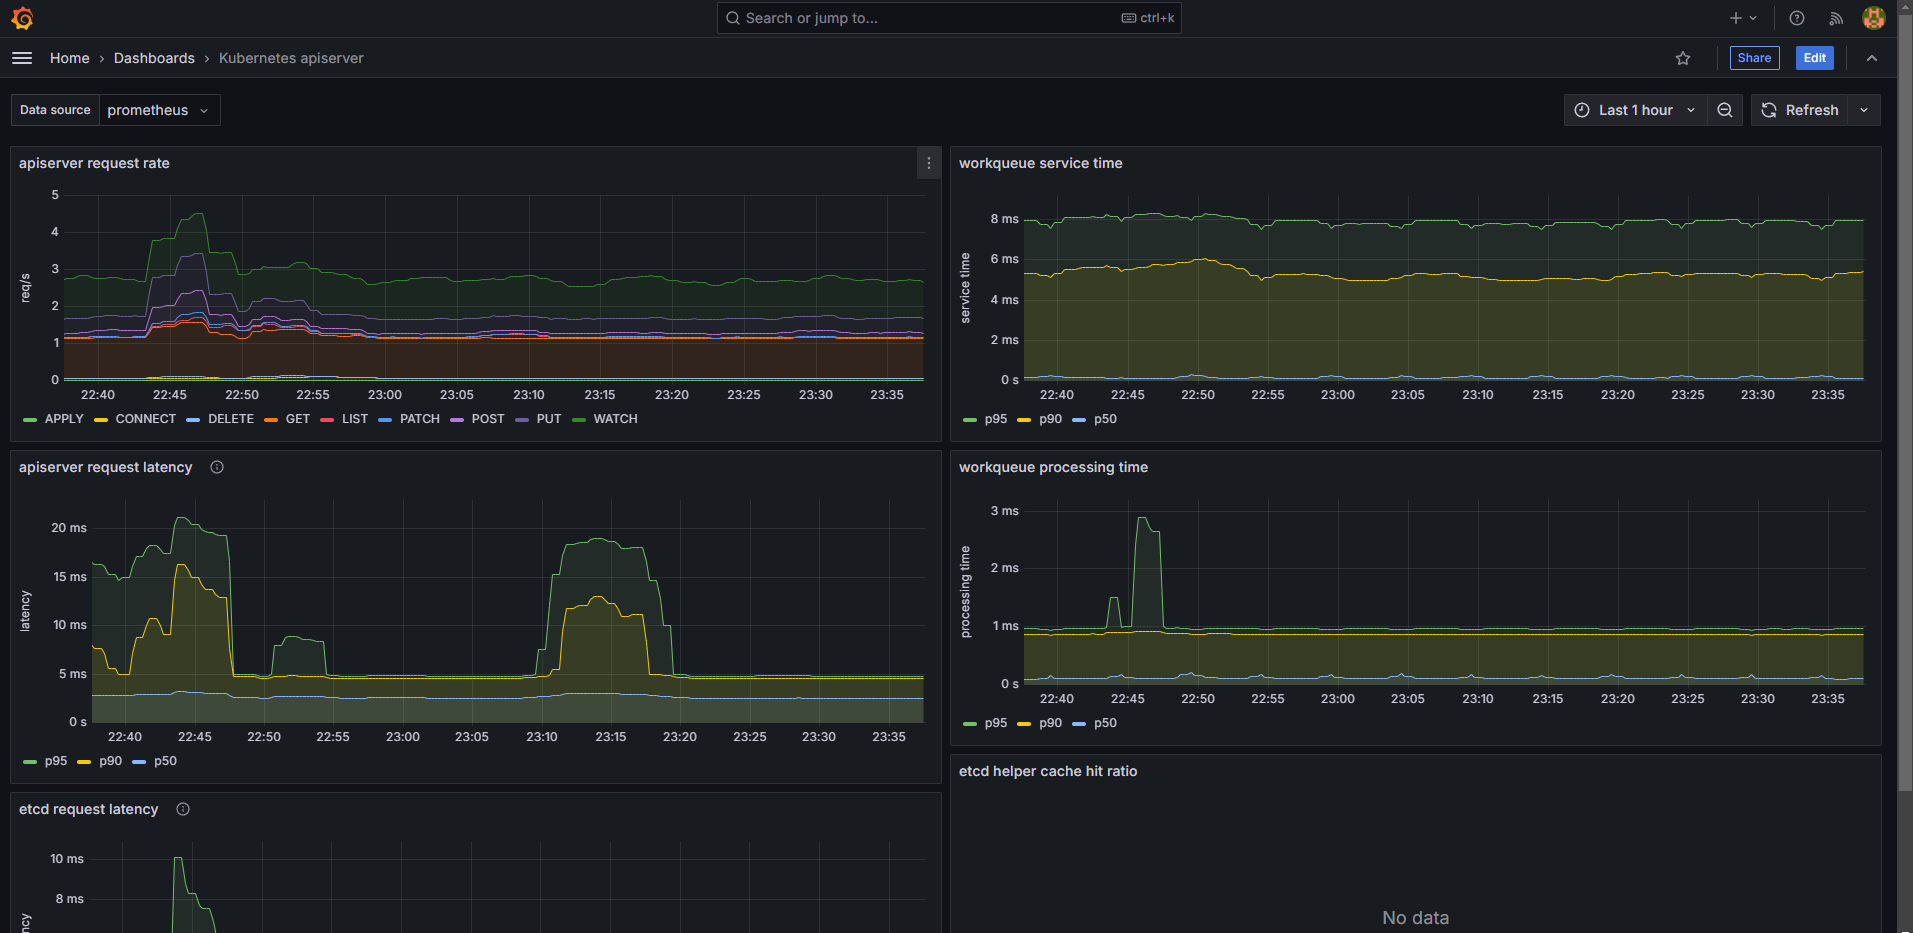 Search or jump to... ctrl+k
Home › Dashboards › Kubernetes apiserver
Share
Edit
Data source prometheus
Last 1 hour
Refresh
apiserver request rate
5
4
3
2
1
0
req/s
22:40 22:45 22:50 22:55 23:00 23:05 23:10 23:15 23:20 23:25 23:30 23:35
APPLY CONNECT DELETE GET LIST PATCH POST PUT WATCH
workqueue service time
8 ms
6 ms
4 ms
2 ms
0 s
service time
22:40 22:45 22:50 22:55 23:00 23:05 23:10 23:15 23:20 23:25 23:30 23:35
p95 p90 p50
apiserver request latency
20 ms
15 ms
10 ms
5 ms
0 s
latency
22:40 22:45 22:50 22:55 23:00 23:05 23:10 23:15 23:20 23:25 23:30 23:35
p95 p90 p50
workqueue processing time
3 ms
2 ms
1 ms
0 s
processing time
22:40 22:45 22:50 22:55 23:00 23:05 23:10 23:15 23:20 23:25 23:30 23:35
p95 p90 p50
etcd request latency
10 ms
8 ms
cy
etcd helper cache hit ratio
No data